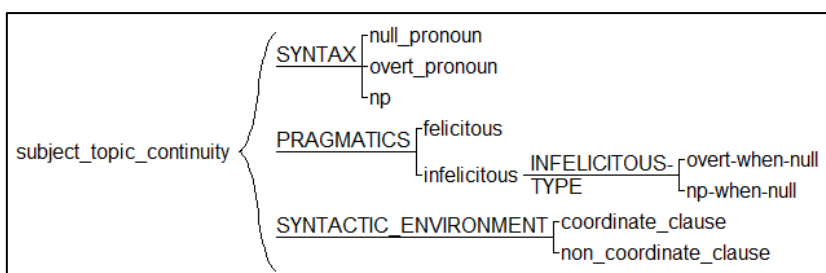 subject_topic_continuity
SYNTAX
null_pronoun
overt_pronoun
np
PRAGMATICS
felicitous
infelicitous
INFELICITOUS-
TYPE
overt-when-null
np-when-null
SYNTACTIC_ENVIRONMENT
coordinate_clause
non_coordinate_clause